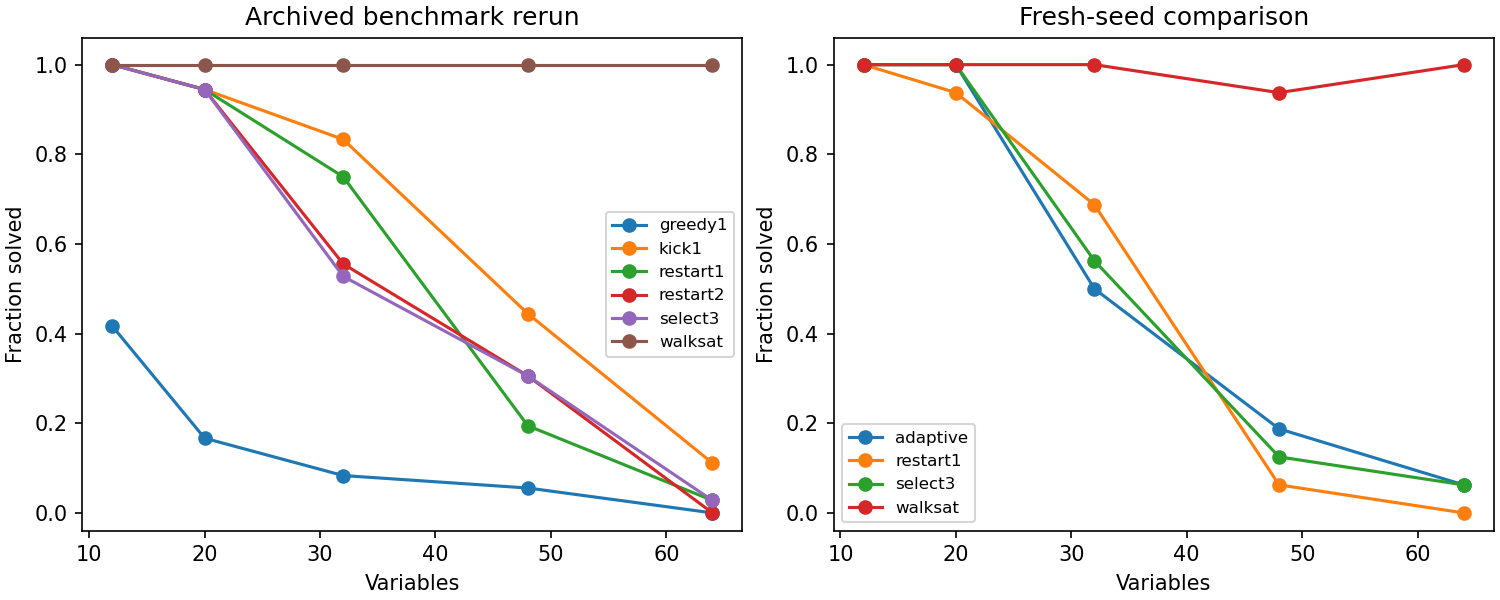 Archived benchmark rerun
Fraction solved
1.0
0.8
0.6
0.4
0.2
0.0
10
20
30
40
50
60
Variables
greedy1
kick1
restart1
restart2
select3
walksat
Fresh-seed comparison
Fraction solved
1.0
0.8
0.6
0.4
0.2
0.0
10
20
30
40
50
60
Variables
adaptive
restart1
select3
walksat